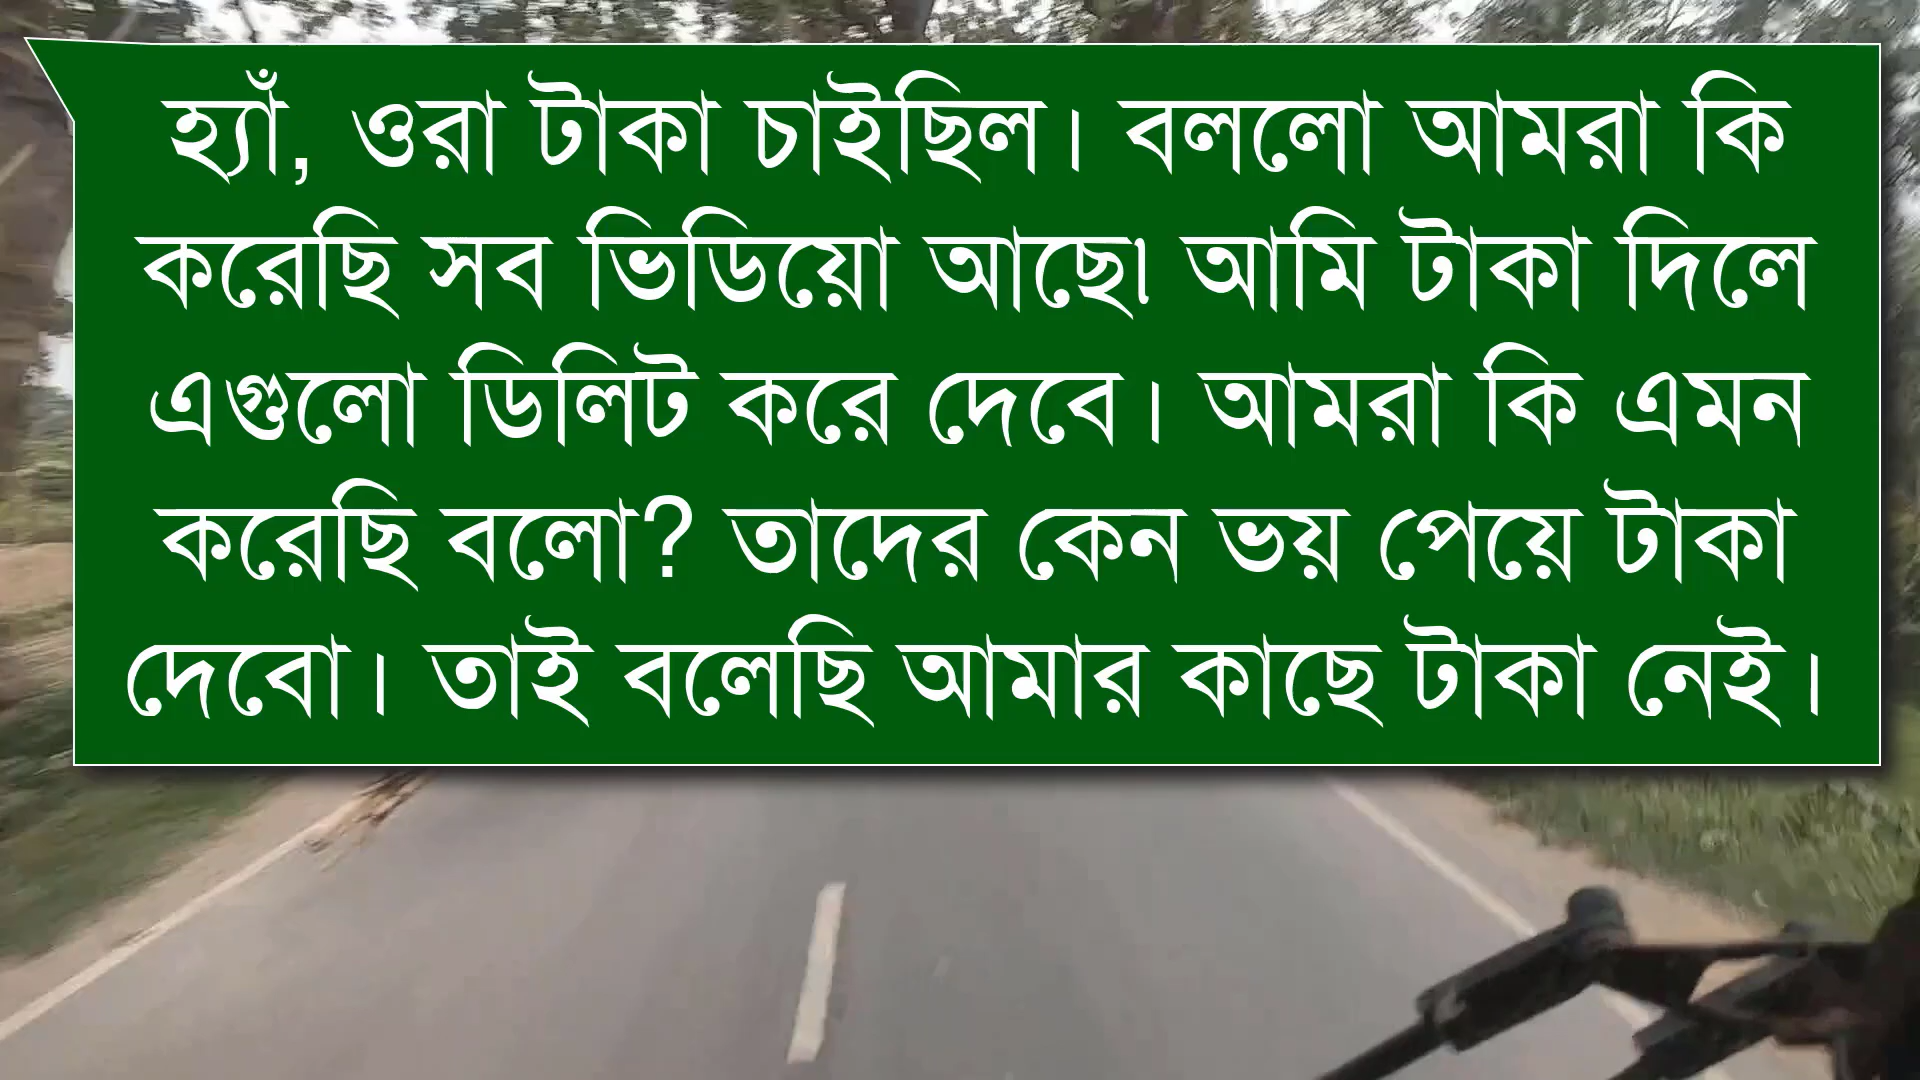 হ্যাঁ, ওরা টাকা চাইছিল। বললো আমরা কি
করেছি সব ভিডিয়ো আছে৷ আমি টাকা দিলে
এগুলো ডিলিট করে দেবে। আমরা কি এমন
করেছি বলো? তাদের কেন ভয় পেয়ে টাকা
দেবো। তাই বলেছি আমার কাছে টাকা নেই।